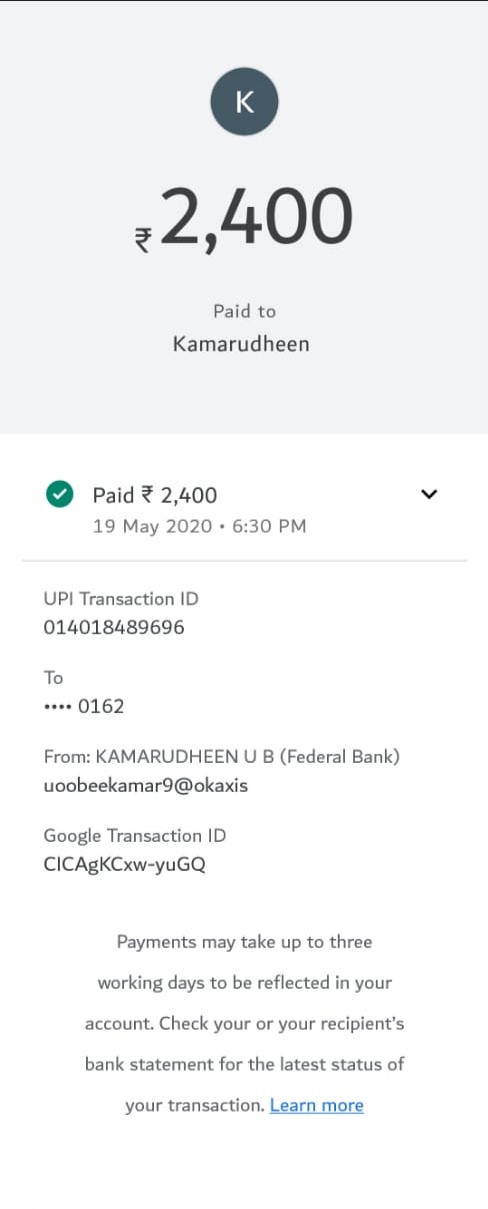 K
₹2,400
Paid to
Kamarudheen
Paid ₹ 2,400
19 May 2020 • 6:30 PM
UPI Transaction ID
014018489696
To
•••• 0162
From: KAMARUDHEEN U B (Federal Bank)
uoobeekamar9@okaxis
Google Transaction ID
CICAgKCxw-yuGQ
Payments may take up to three
working days to be reflected in your
account. Check your or your recipient’s
bank statement for the latest status of
your transaction. Learn more